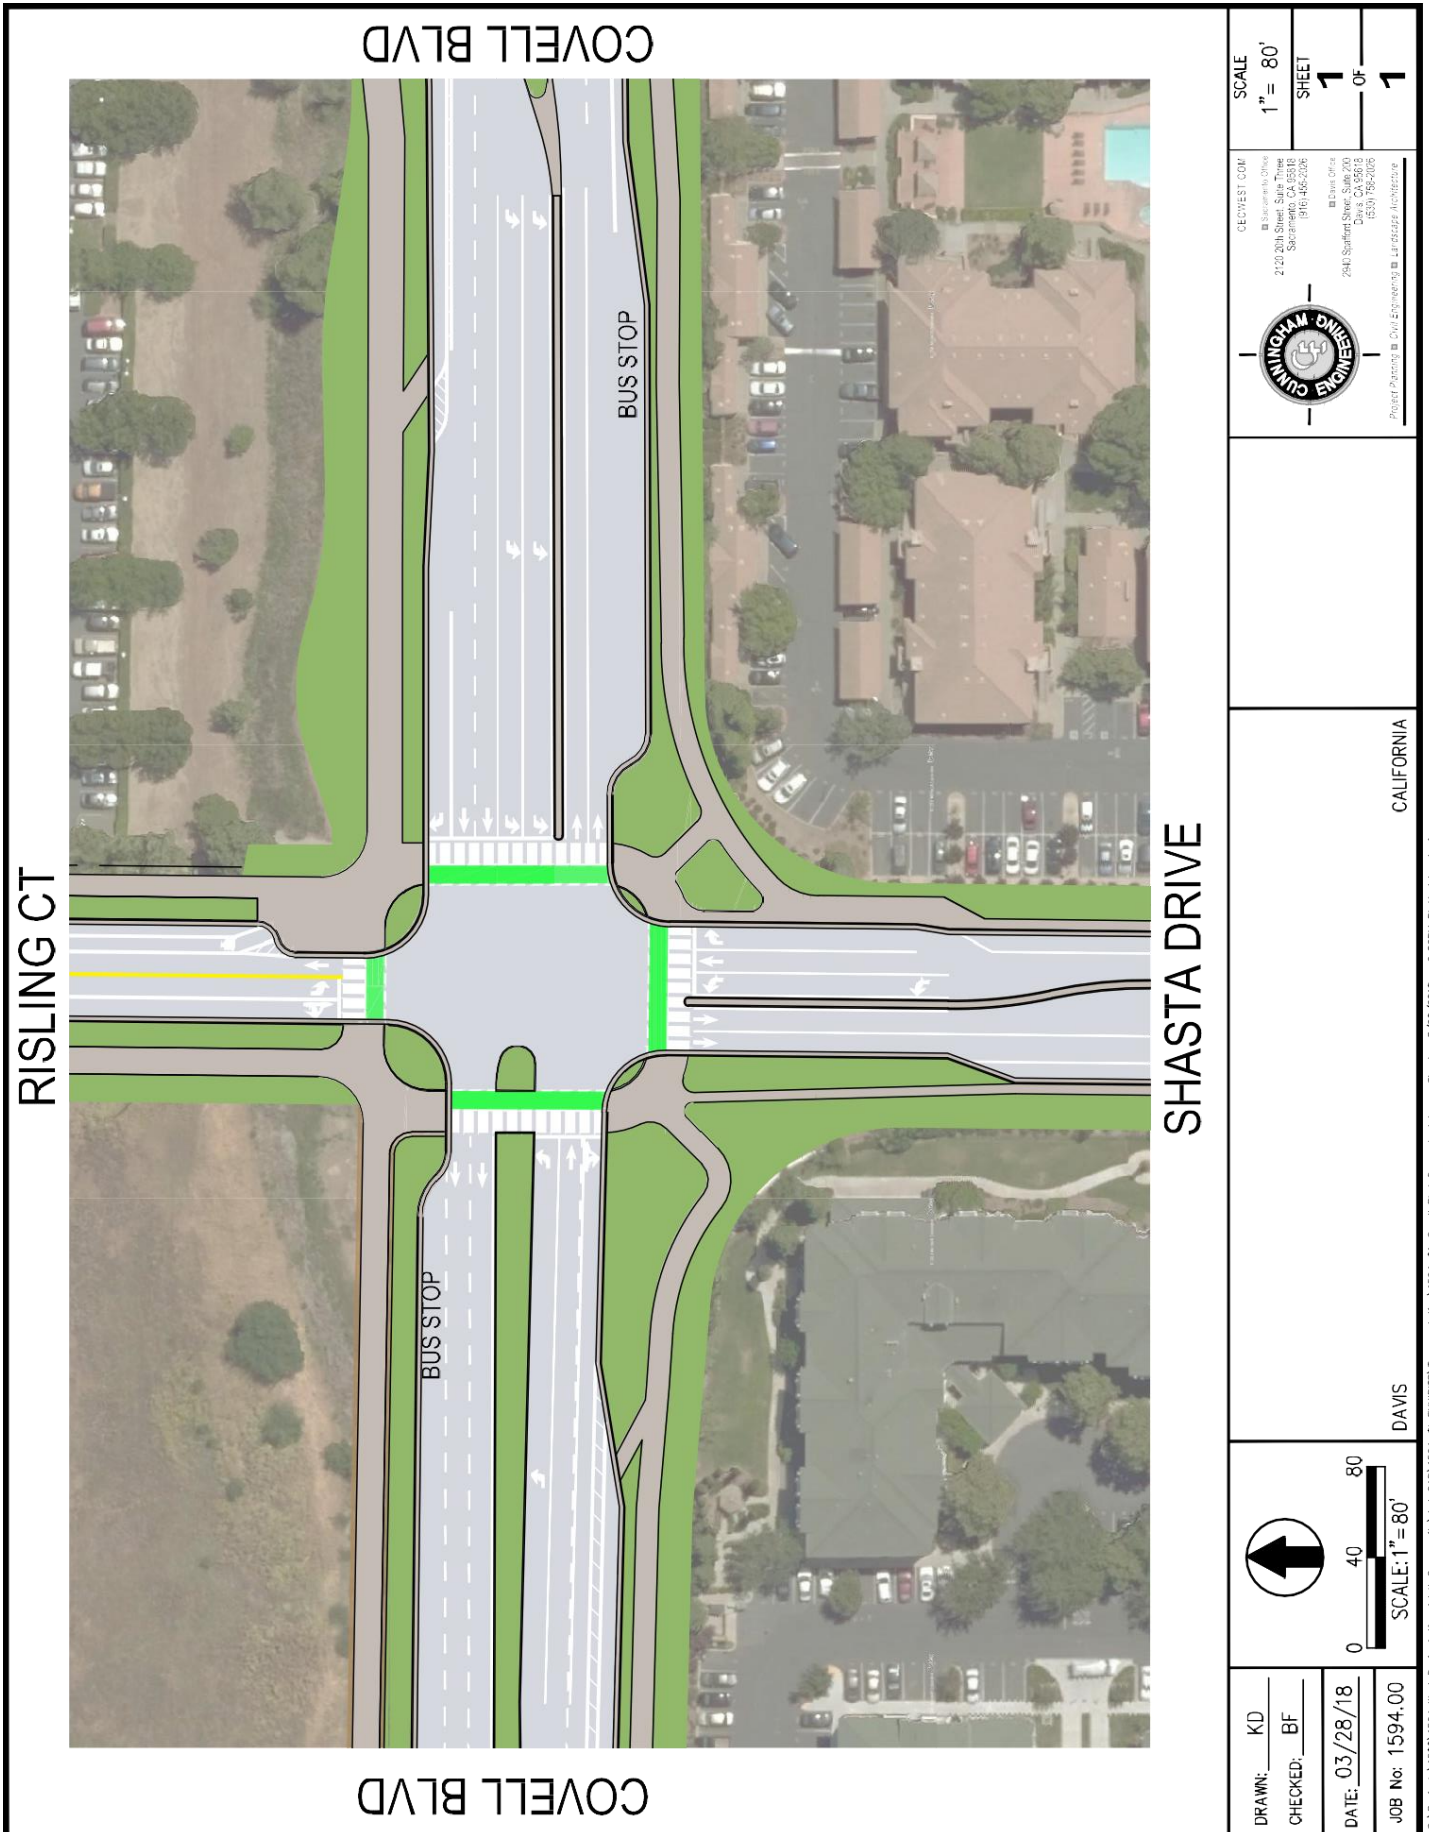 COVELL BLVD
COVELL BLVD
RISLING CT
SHASTA DRIVE
BUS STOP
BUS STOP
DRAWN: KD
CHECKED: BF
DATE: 03/28/18
JOB No: 1594.00
0 40 80
SCALE: 1"=80'
DAVIS
CALIFORNIA
CUNNINGHAM ENGINEERING
CE
CECWEST.COM
Sacramento Office
2120 20th Street, Suite Three
Sacramento, CA 95818
(916) 455-2026
Davis Office
2940 Spafford Street, Suite 200
Davis, CA 95618
(530) 758-2026
Project Planning Civil Engineering Landscape Architecture
SCALE
1"= 80'
SHEET
1
OF
1